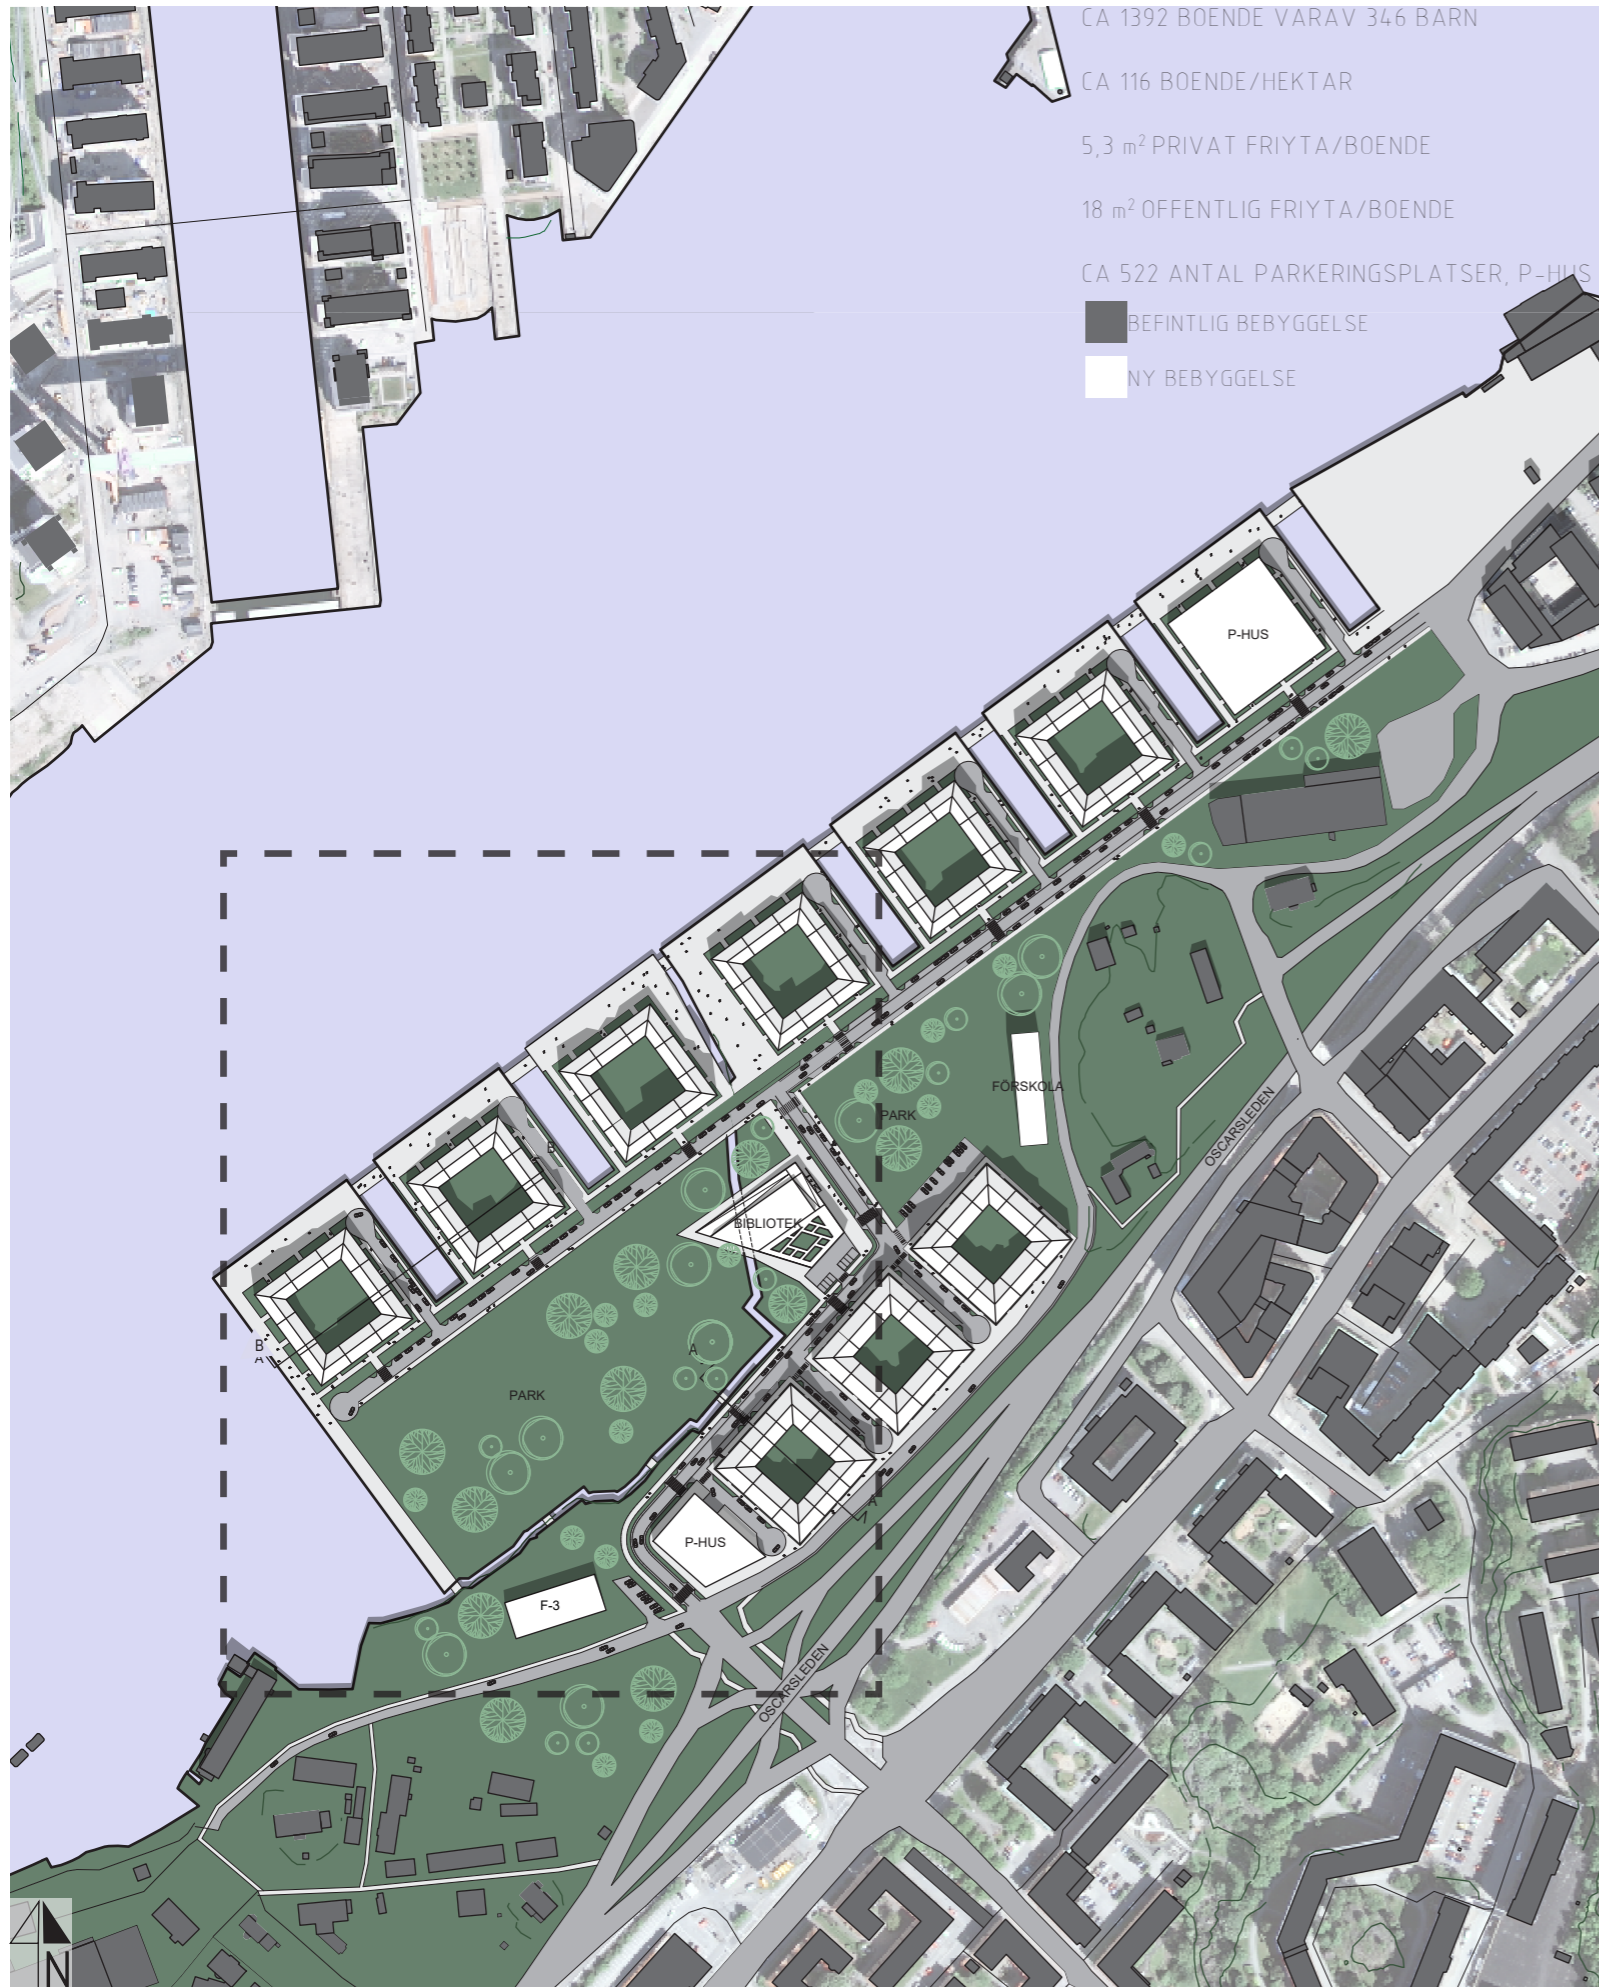 CA 1392 BOENDE VARAV 346 BARN
CA 116 BOENDE/HEKTAR
5,3 m² PRIVAT FRIYTA/BOENDE
18 m² OFFENTLIG FRIYTA/BOENDE
CA 522 ANTAL PARKERINGSPLATSER, P-HUS
BEFINTLIG BEBYGGELSE
NY BEBYGGELSE
P-HUS
FÖRSKOLA
PARK
OSCARSLEDEN
B
BIBLIOTEK
B
A
A
PARK
A
P-HUS
F-3
OSCARSLEDEN
N